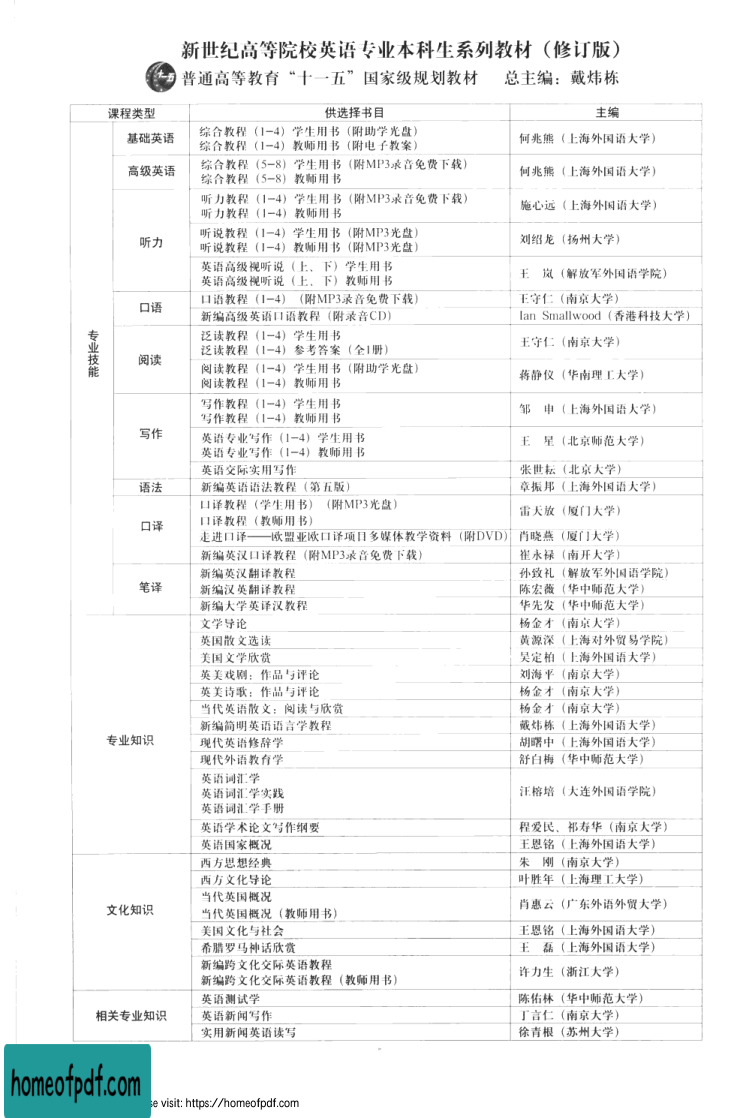 新世纪高等院校英语专业本科生系列教材（修订版）
十一五 普通高等教育“十一五”国家级规划教材 总主编：戴炜栋
课程类型 供选择书目 主编
专业技能
基础英语 综合教程（1-4）学生用书（附助学光盘） 何兆熊（上海外国语大学）
综合教程（1-4）教师用书（附电子教案）
高级英语 综合教程（5-8）学生用书（附MP3录音免费下载） 何兆熊（上海外国语大学）
综合教程（5-8）教师用书
听力 听力教程（1-4）学生用书（附MP3录音免费下载） 施心远（上海外国语大学）
听力教程（1-4）教师用书
听说教程（1-4）学生用书（附MP3光盘） 刘绍龙（扬州大学）
听说教程（1-4）教师用书（附MP3光盘）
英语高级视听说（上、下）学生用书 王 岚（解放军外国语学院）
英语高级视听说（上、下）教师用书
口语 口语教程（1-4）（附MP3录音免费下载） 王守仁（南京大学）
新编高级英语口语教程（附录音CD） Ian Smallwood（香港科技大学）
阅读 泛读教程（1-4）学生用书 王守仁（南京大学）
泛读教程（1-4）参考答案（全1册）
阅读教程（1-4）学生用书（附助学光盘） 蒋静仪（华南理工大学）
阅读教程（1-4）教师用书
写作 写作教程（1-4）学生用书 邹 申（上海外国语大学）
写作教程（1-4）教师用书
英语专业写作（1-4）学生用书 王 星（北京师范大学）
英语专业写作（1-4）教师用书
英语交际实用写作 张世耘（北京大学）
语法 新编英语语法教程（第五版） 章振邦（上海外国语大学）
口译 口译教程（学生用书）（附MP3光盘） 雷天放（厦门大学）
口译教程（教师用书）
走进口译——欧盟亚欧口译项目多媒体教学资料（附DVD） 肖晓燕（厦门大学）
新编英汉口译教程（附MP3录音免费下载） 崔永禄（南开大学）
笔译 新编英汉翻译教程 孙致礼（解放军外国语学院）
新编汉英翻译教程 陈宏薇（华中师范大学）
新编大学英译汉教程 华先发（华中师范大学）
专业知识 文学导论 杨金才（南京大学）
英国散文选读 黄源深（上海对外贸易学院）
美国文学欣赏 吴定柏（上海外国语大学）
英美戏剧：作品与评论 刘海平（南京大学）
英美诗歌：作品与评论 杨金才（南京大学）
当代英语散文：阅读与欣赏 杨金才（南京大学）
新编简明英语语言学教程 戴炜栋（上海外国语大学）
现代英语修辞学 胡曙中（上海外国语大学）
现代外语教育学 舒白梅（华中师范大学）
英语词汇学 汪榕培（大连外国语学院）
英语词汇学实践
英语词汇学手册
英语学术论文写作纲要 程爱民、祁寿华（南京大学）
英语国家概况 王恩铭（上海外国语大学）
文化知识 西方思想经典 朱 刚（南京大学）
西方文化导论 叶胜年（上海理工大学）
当代英国概况 肖惠云（广东外语外贸大学）
当代英国概况（教师用书）
美国文化与社会 王恩铭（上海外国语大学）
希腊罗马神话欣赏 王 磊（上海外国语大学）
新编跨文化交际英语教程 许力生（浙江大学）
新编跨文化交际英语教程（教师用书）
相关专业知识 英语测试学 陈佑林（华中师范大学）
英语新闻写作 丁言仁（南京大学）
实用新闻英语读写 徐青根（苏州大学）
homeofpdf.com
se visit: https://homeofpdf.com